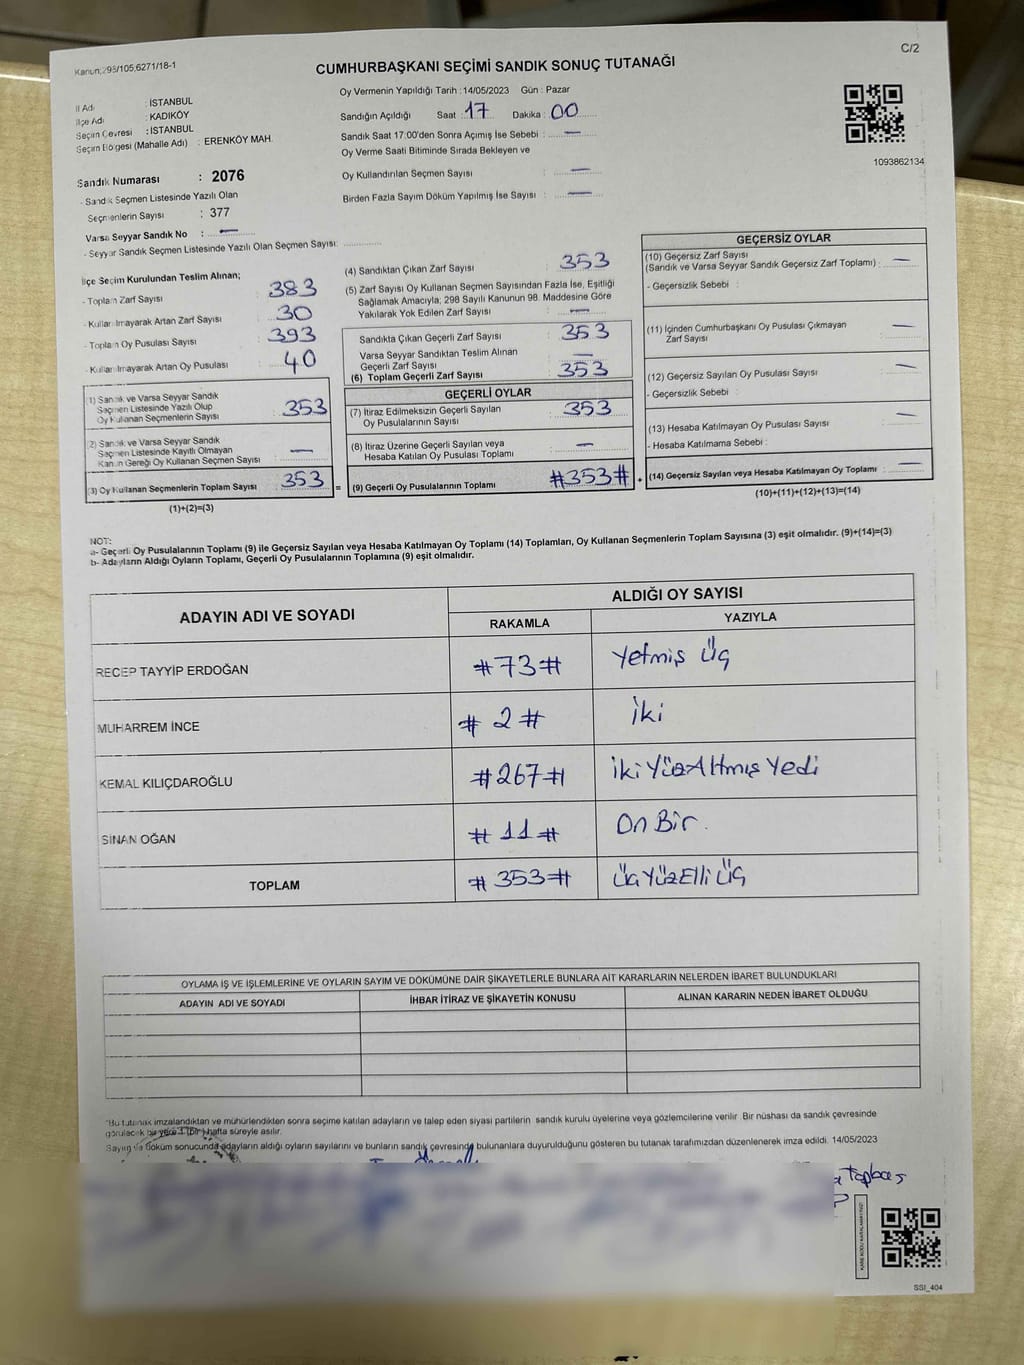 C/2
Kanun:298/105,6271/18-1
CUMHURBAŞKANI SEÇİMİ SANDIK SONUÇ TUTANAĞI
İl Adı : İSTANBUL
İlçe Adı : KADIKÖY
Seçim Çevresi : İSTANBUL
Seçim Bölgesi (Mahalle Adı) : ERENKÖY MAH.
Oy Vermenin Yapıldığı Tarih : 14/05/2023 Gün : Pazar
Sandığın Açıldığı Saat : 17 Dakika : 00
Sandık Saat 17:00'den Sonra Açımış İse Sebebi : —
Oy Verme Saati Bitiminde Sırada Bekleyen ve
Oy Kullandırılan Seçmen Sayısı : —
Birden Fazla Sayım Döküm Yapılmış İse Sayısı : —
1093862134
Sandık Numarası : 2076
- Sandık Seçmen Listesinde Yazılı Olan
Seçmenlerin Sayısı : 377
Varsa Seyyar Sandık No : —
- Seyyar Sandık Seçmen Listesinde Yazılı Olan Seçmen Sayısı:
İlçe Seçim Kurulundan Teslim Alınan;
- Toplam Zarf Sayısı : 383
- Kullanılmayarak Artan Zarf Sayısı : 30
- Toplam Oy Pusulası Sayısı : 393
- Kullanılmayarak Artan Oy Pusulası : 40
(1) Sandık ve Varsa Seyyar Sandık
Seçmen Listesinde Yazılı Olup
Oy Kullanan Seçmenlerin Sayısı : 353
(2) Sandık ve Varsa Seyyar Sandık
Seçmen Listesinde Kayıtlı Olmayan
Kanun Gereği Oy Kullanan Seçmen Sayısı : —
(3) Oy Kullanan Seçmenlerin Toplam Sayısı : 353 =
(1)+(2)=(3)
(4) Sandıktan Çıkan Zarf Sayısı : 353
(5) Zarf Sayısı Oy Kullanan Seçmen Sayısından Fazla İse, Eşitliği
Sağlamak Amacıyla; 298 Sayılı Kanunun 98. Maddesine Göre
Yakılarak Yok Edilen Zarf Sayısı : —
Sandıkta Çıkan Geçerli Zarf Sayısı : 353
Varsa Seyyar Sandıktan Teslim Alınan
Geçerli Zarf Sayısı : —
(6) Toplam Geçerli Zarf Sayısı : 353
GEÇERLİ OYLAR
(7) İtiraz Edilmeksizin Geçerli Sayılan
Oy Pusulalarının Sayısı : 353
(8) İtiraz Üzerine Geçerli Sayılan veya
Hesaba Katılan Oy Pusulası Toplamı : —
(9) Geçerli Oy Pusulalarının Toplamı : #353# +
GEÇERSİZ OYLAR
(10) Geçersiz Zarf Sayısı
(Sandık ve Varsa Seyyar Sandık Geçersiz Zarf Toplamı) : —
- Geçersizlik Sebebi :
(11) İçinden Cumhurbaşkanı Oy Pusulası Çıkmayan
Zarf Sayısı : —
(12) Geçersiz Sayılan Oy Pusulası Sayısı : —
- Geçersizlik Sebebi :
(13) Hesaba Katılmayan Oy Pusulası Sayısı : —
- Hesaba Katılmama Sebebi :
(14) Geçersiz Sayılan veya Hesaba Katılmayan Oy Toplamı : —
(10)+(11)+(12)+(13)=(14)
NOT:
a- Geçerli Oy Pusulalarının Toplamı (9) ile Geçersiz Sayılan veya Hesaba Katılmayan Oy Toplamı (14) Toplamları, Oy Kullanan Seçmenlerin Toplam Sayısına (3) eşit olmalıdır. (9)+(14)=(3)
b- Adayların Aldığı Oyların Toplamı, Geçerli Oy Pusulalarının Toplamına (9) eşit olmalıdır.
ADAYIN ADI VE SOYADI ALDIĞI OY SAYISI
RAKAMLA YAZIYLA
RECEP TAYYİP ERDOĞAN #73# Yetmiş Üç
MUHARREM İNCE # 2 # İki
KEMAL KILIÇDAROĞLU #267# İkiYüzAltmışYedi
SİNAN OĞAN # 11 # On Bir.
TOPLAM # 353# ÜçYüzElliÜç
OYLAMA İŞ VE İŞLEMLERİNE VE OYLARIN SAYIM VE DÖKÜMÜNE DAİR ŞİKAYETLERLE BUNLARA AİT KARARLARIN NELERDEN İBARET BULUNDUKLARI
ADAYIN ADI VE SOYADI İHBAR İTİRAZ VE ŞİKAYETİN KONUSU ALINAN KARARIN NEDEN İBARET OLDUĞU
*Bu tutanak imzalandıktan ve mühürlendikten sonra seçime katılan adayların ve talep eden siyasi partilerin sandık kurulu üyelerine veya gözlemcilerine verilir. Bir nüshası da sandık çevresinde
görülecek bir yere 1 (bir) hafta süreyle asılır.
Sayım ve döküm sonucunda adayların aldığı oyların sayılarını ve bunların sandık çevresinde bulunanlara duyurulduğunu gösteren bu tutanak tarafımızdan düzenlenerek imza edildi. 14/05/2023
Topbaş
SSI_404